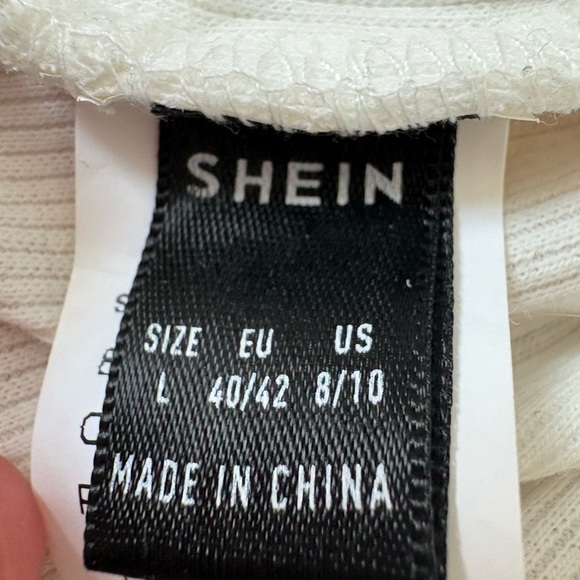 SHEIN
SIZE EU US
L 40/42 8/10
MADE IN CHINA